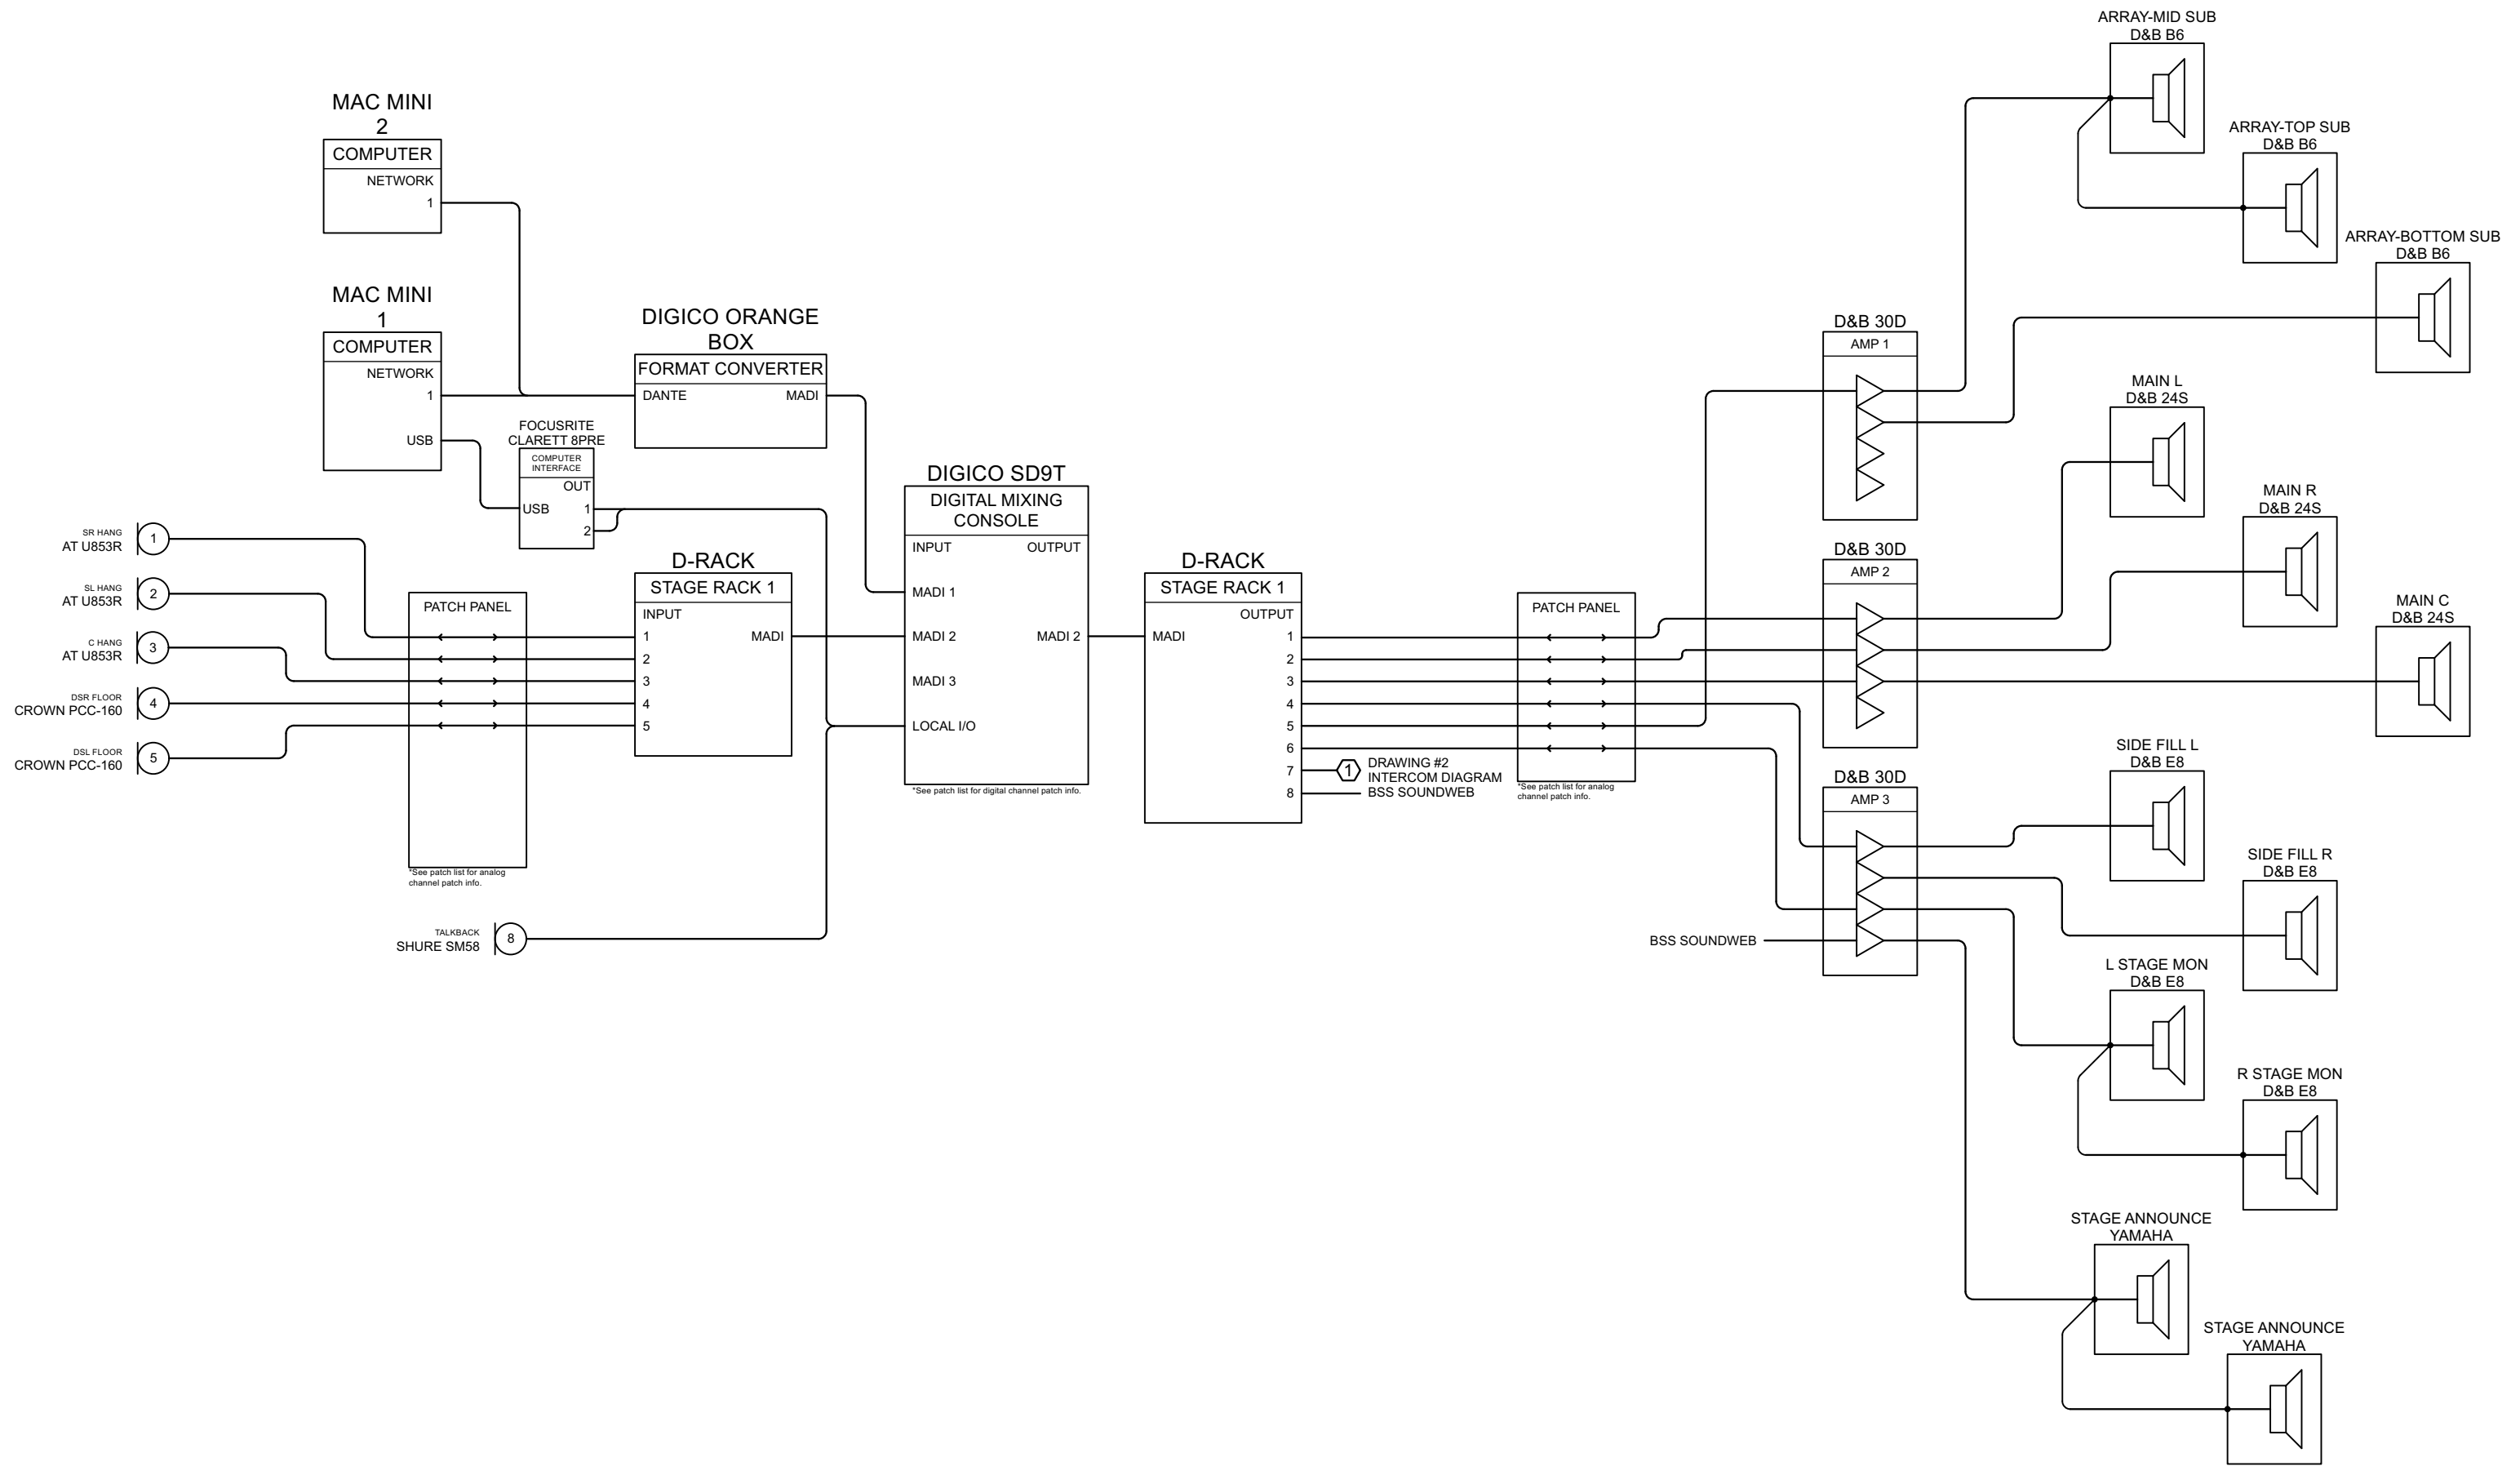 MAC MINI
2
COMPUTER
NETWORK
1
MAC MINI
1
COMPUTER
NETWORK
1
USB
FOCUSRITE
CLARETT 8PRE
COMPUTER
INTERFACE
OUT
USB
1
2
DIGICO ORANGE
BOX
FORMAT CONVERTER
DANTE
MADI
SR HANG
AT U853R
1
SL HANG
AT U853R
2
C HANG
AT U853R
3
DSR FLOOR
CROWN PCC-160
4
DSL FLOOR
CROWN PCC-160
5
PATCH PANEL
*See patch list for analog
channel patch info.
TALKBACK
SHURE SM58
8
D-RACK
STAGE RACK 1
INPUT
1
2
3
4
5
MADI
DIGICO SD9T
DIGITAL MIXING
CONSOLE
INPUT
OUTPUT
MADI 1
MADI 2
MADI 3
LOCAL I/O
MADI 2
*See patch list for digital channel patch info.
D-RACK
STAGE RACK 1
OUTPUT
MADI
1
2
3
4
5
6
7
8
1
DRAWING #2
INTERCOM DIAGRAM
BSS SOUNDWEB
PATCH PANEL
*See patch list for analog
channel patch info.
D&B 30D
AMP 1
D&B 30D
AMP 2
D&B 30D
AMP 3
BSS SOUNDWEB
ARRAY-MID SUB
D&B B6
ARRAY-TOP SUB
D&B B6
ARRAY-BOTTOM SUB
D&B B6
MAIN L
D&B 24S
MAIN R
D&B 24S
MAIN C
D&B 24S
SIDE FILL L
D&B E8
SIDE FILL R
D&B E8
L STAGE MON
D&B E8
R STAGE MON
D&B E8
STAGE ANNOUNCE
YAMAHA
STAGE ANNOUNCE
YAMAHA